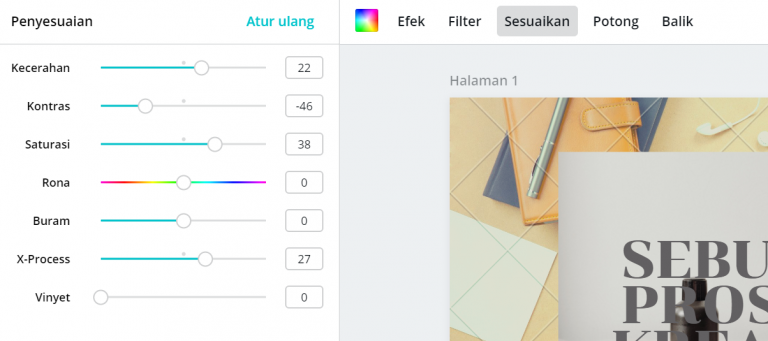 Penyesuaian
Atur ulang
Kecerahan 22
Kontras -46
Saturasi 38
Rona 0
Buram 0
X-Process 27
Vinyet 0
Efek Filter Sesuaikan Potong Balik
Halaman 1
SEBU
PROS
KREA